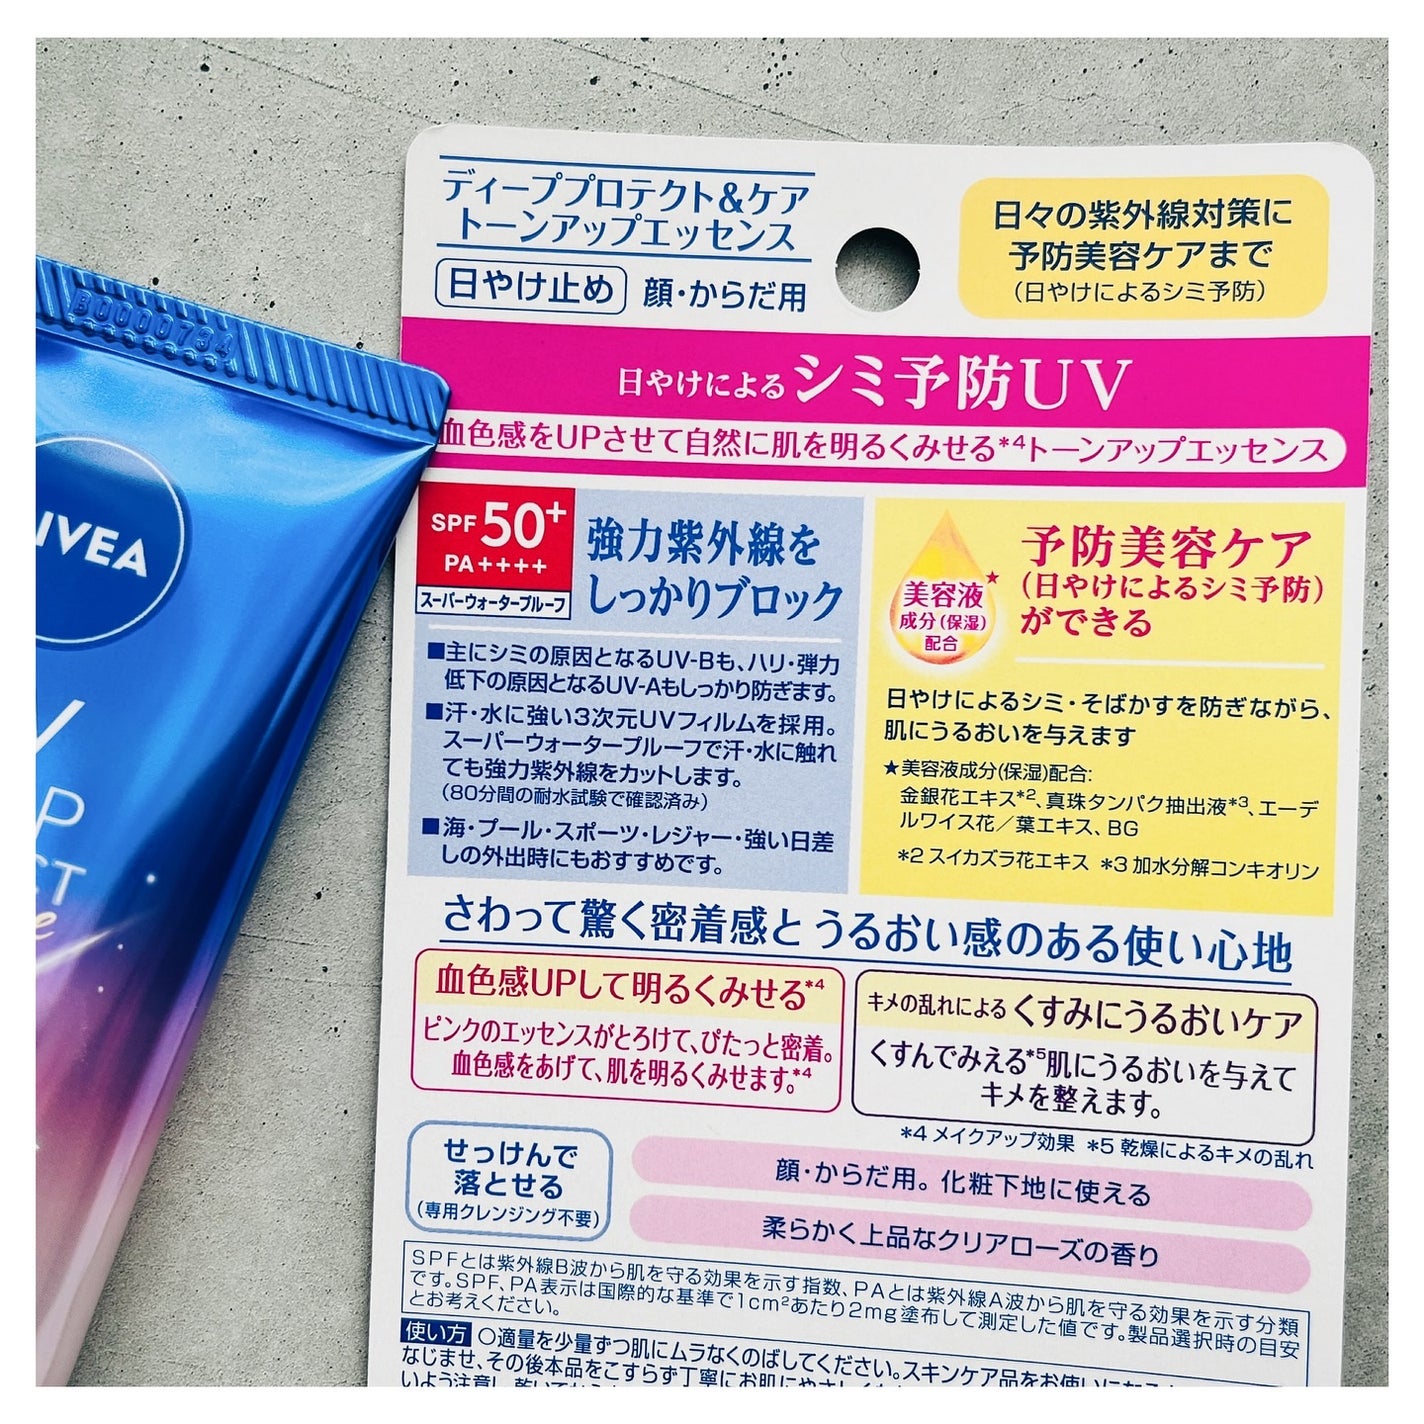 ディーププロテクト&ケア
トーンアップエッセンス
日やけ止め 顔・からだ用
日々の紫外線対策に
予防美容ケアまで
(日やけによるシミ予防)
日やけによるシミ予防UV
血色感をUPさせて自然に肌を明るくみせる*4トーンアップエッセンス
B0000734
IVEA
P
CT
e
SPF50+
PA++++
スーパーウォータープルーフ
強力紫外線を
しっかりブロック
■主にシミの原因となるUV-Bも、ハリ・弾力
低下の原因となるUV-Aもしっかり防ぎます。
■汗・水に強い3次元UVフィルムを採用。
スーパーウォータープルーフで汗・水に触れ
ても強力紫外線をカットします。
(80分間の耐水試験で確認済み)
■海・プール・スポーツ・レジャー・強い日差
しの外出時にもおすすめです。
美容液★
成分(保湿)
配合
予防美容ケア
(日やけによるシミ予防)
ができる
日やけによるシミ・そばかすを防ぎながら、
肌にうるおいを与えます
★美容液成分(保湿)配合:
金銀花エキス*2、真珠タンパク抽出液*3、エーデ
ルワイス花/葉エキス、BG
*2 スイカズラ花エキス *3 加水分解コンキオリン
さわって驚く密着感とうるおい感のある使い心地
血色感UPして明るくみせる*4
ピンクのエッセンスがとろけて、ぴたっと密着。
血色感をあげて、肌を明るくみせます。*4
キメの乱れによるくすみにうるおいケア
くすんでみえる*5肌にうるおいを与えて
キメを整えます。
*4 メイクアップ効果 *5 乾燥によるキメの乱れ
せっけんで
落とせる
(専用クレンジング不要)
顔・からだ用。化粧下地に使える
柔らかく上品なクリアローズの香り
SPFとは紫外線B波から肌を守る効果を示す指数、PAとは紫外線A波から肌を守る効果を示す分類
です。SPF、PA表示は国際的な基準で1cm²あたり2mg塗布して測定した値です。製品選択時の目安
とお考えください。
使い方 ○適量を少量ずつ肌にムラなくのばしてください。スキンケア品をお使いになる
なじませ、その後本品をこすらず丁寧にお肌にやさしく
いよう注意し、乾いて